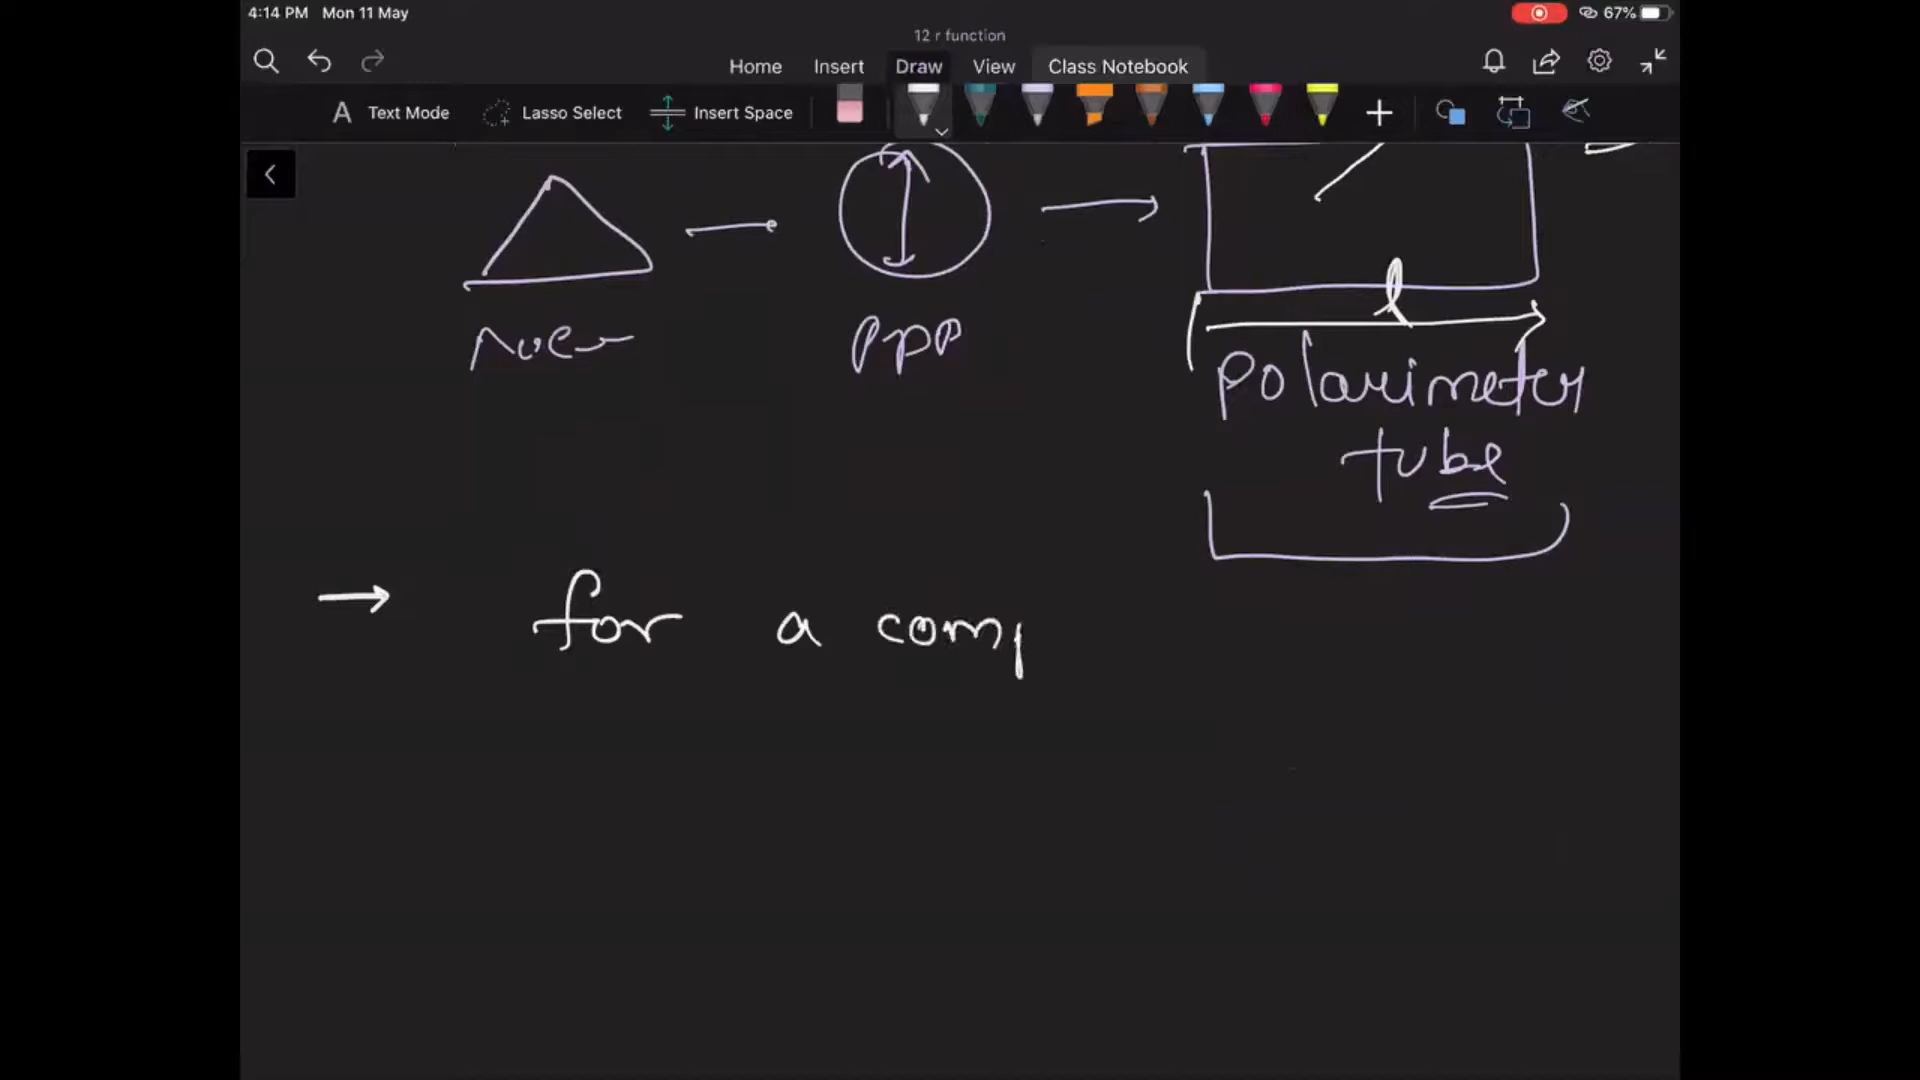 4:14 PM Mon 11 May
67%
12 r function
Home Insert Draw View Class Notebook
A Text Mode Lasso Select Insert Space
l
PPP
polarimeter
tube
→ for a comp